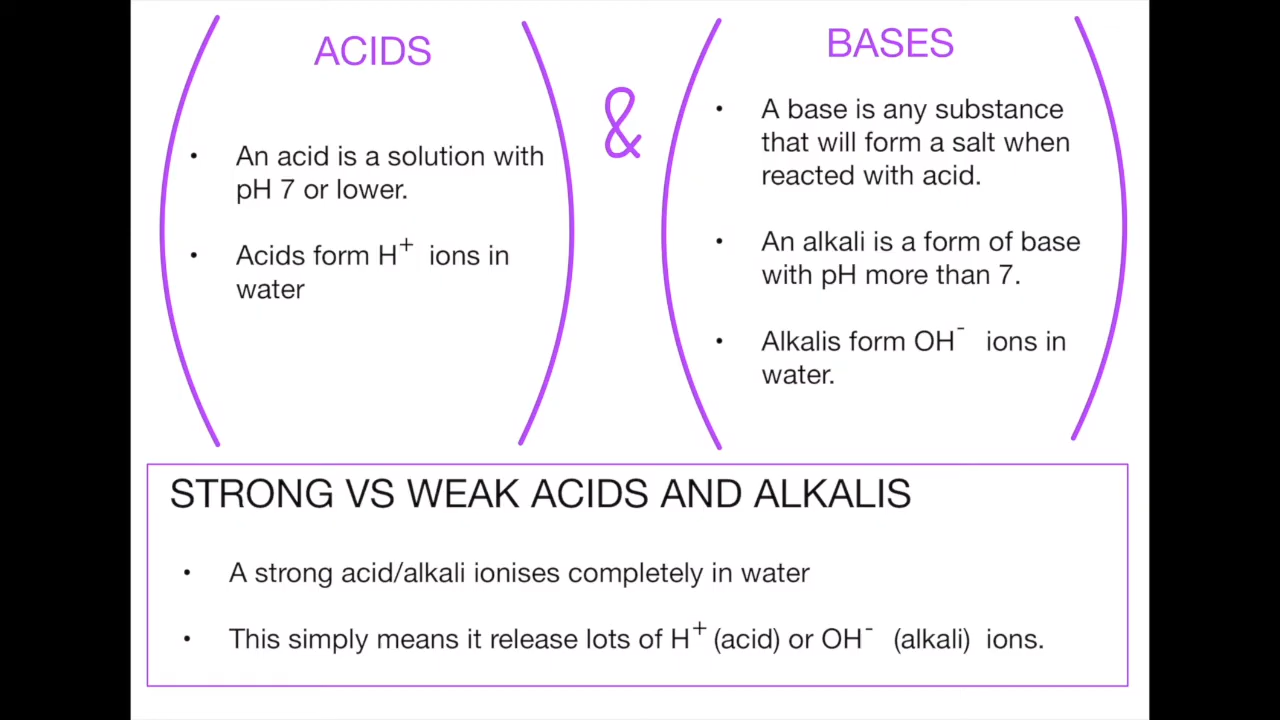 ACIDS
• An acid is a solution with
pH 7 or lower.
• Acids form H⁺ ions in
water
&
BASES
• A base is any substance
that will form a salt when
reacted with acid.
• An alkali is a form of base
with pH more than 7.
• Alkalis form OH⁻ ions in
water.
STRONG VS WEAK ACIDS AND ALKALIS
• A strong acid/alkali ionises completely in water
• This simply means it release lots of H⁺ (acid) or OH⁻ (alkali) ions.